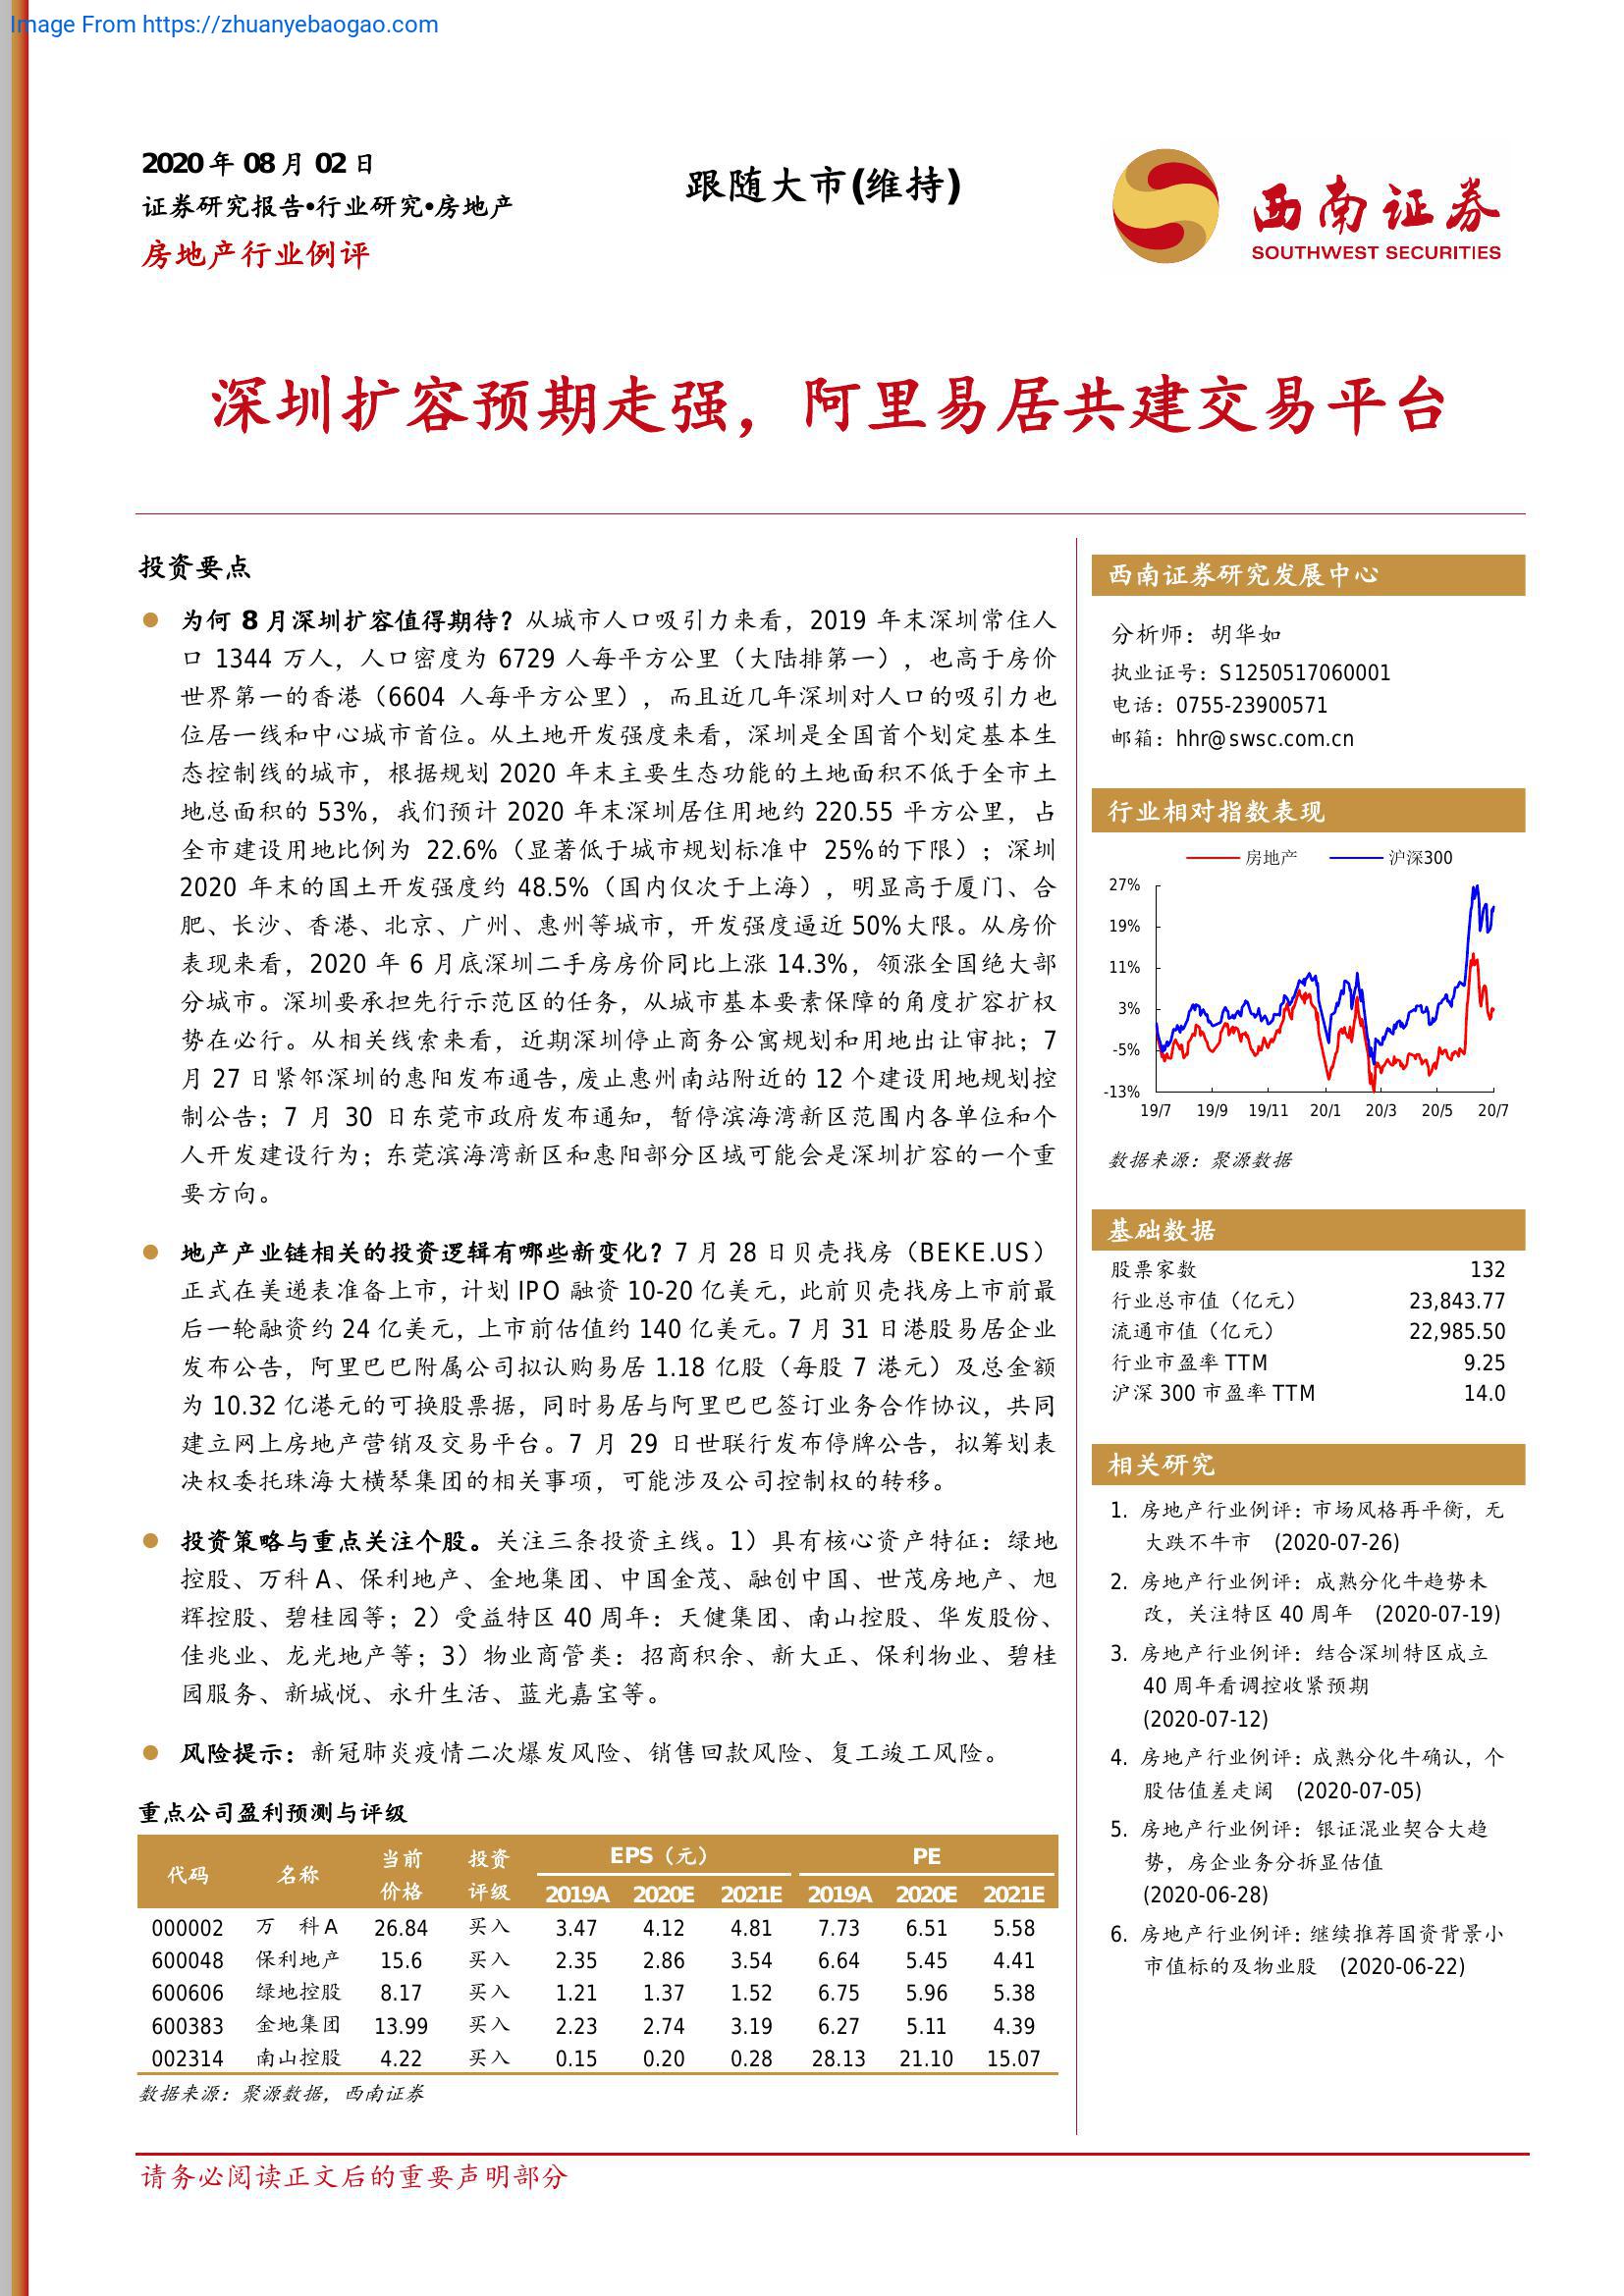 Image From https://zhuanyebaogao.com
2020 年 08 月 02 日
证券研究报告•行业研究•房地产
房地产行业例评
跟随大市(维持)
西南证券
SOUTHWEST SECURITIES
深圳扩容预期走强，阿里易居共建交易平台
投资要点
为何 8 月深圳扩容值得期待？从城市人口吸引力来看，2019 年末深圳常住人
口 1344 万人，人口密度为 6729 人每平方公里（大陆排第一），也高于房价
世界第一的香港（6604 人每平方公里），而且近几年深圳对人口的吸引力也
位居一线和中心城市首位。从土地开发强度来看，深圳是全国首个划定基本生
态控制线的城市，根据规划 2020 年末主要生态功能的土地面积不低于全市土
地总面积的 53%，我们预计 2020 年末深圳居住用地约 220.55 平方公里，占
全市建设用地比例为 22.6%（显著低于城市规划标准中 25%的下限）；深圳
2020 年末的国土开发强度约 48.5%（国内仅次于上海），明显高于厦门、合
肥、长沙、香港、北京、广州、惠州等城市，开发强度逼近 50%大限。从房价
表现来看，2020 年 6 月底深圳二手房房价同比上涨 14.3%，领涨全国绝大部
分城市。深圳要承担先行示范区的任务，从城市基本要素保障的角度扩容扩权
势在必行。从相关线索来看，近期深圳停止商务公寓规划和用地出让审批；7
月 27 日紧邻深圳的惠阳发布通告，废止惠州南站附近的 12 个建设用地规划控
制公告；7 月 30 日东莞市政府发布通知，暂停滨海湾新区范围内各单位和个
人开发建设行为；东莞滨海湾新区和惠阳部分区域可能会是深圳扩容的一个重
要方向。
地产产业链相关的投资逻辑有哪些新变化？7 月 28 日贝壳找房（BEKE.US）
正式在美递表准备上市，计划 IPO 融资 10-20 亿美元，此前贝壳找房上市前最
后一轮融资约 24 亿美元，上市前估值约 140 亿美元。7 月 31 日港股易居企业
发布公告，阿里巴巴附属公司拟认购易居 1.18 亿股（每股 7 港元）及总金额
为 10.32 亿港元的可换股票据，同时易居与阿里巴巴签订业务合作协议，共同
建立网上房地产营销及交易平台。7 月 29 日世联行发布停牌公告，拟筹划表
决权委托珠海大横琴集团的相关事项，可能涉及公司控制权的转移。
投资策略与重点关注个股。关注三条投资主线。1）具有核心资产特征：绿地
控股、万科 A、保利地产、金地集团、中国金茂、融创中国、世茂房地产、旭
辉控股、碧桂园等；2）受益特区 40 周年：天健集团、南山控股、华发股份、
佳兆业、龙光地产等；3）物业商管类：招商积余、新大正、保利物业、碧桂
园服务、新城悦、永升生活、蓝光嘉宝等。
风险提示：新冠肺炎疫情二次爆发风险、销售回款风险、复工竣工风险。
重点公司盈利预测与评级
代码 名称 当前价格 投资评级 EPS（元） PE
2019A 2020E 2021E 2019A 2020E 2021E
000002 万 科A 26.84 买入 3.47 4.12 4.81 7.73 6.51 5.58
600048 保利地产 15.6 买入 2.35 2.86 3.54 6.64 5.45 4.41
600606 绿地控股 8.17 买入 1.21 1.37 1.52 6.75 5.96 5.38
600383 金地集团 13.99 买入 2.23 2.74 3.19 6.27 5.11 4.39
002314 南山控股 4.22 买入 0.15 0.20 0.28 28.13 21.10 15.07
数据来源：聚源数据，西南证券
西南证券研究发展中心
分析师：胡华如
执业证号：S1250517060001
电话：0755-23900571
邮箱：hhr@swsc.com.cn
行业相对指数表现
房地产 沪深300
27%
19%
11%
3%
-5%
-13%
19/7 19/9 19/11 20/1 20/3 20/5 20/7
数据来源：聚源数据
基础数据
股票家数 132
行业总市值（亿元） 23,843.77
流通市值（亿元） 22,985.50
行业市盈率 TTM 9.25
沪深 300 市盈率 TTM 14.0
相关研究
1. 房地产行业例评：市场风格再平衡，无
大跌不牛市 (2020-07-26)
2. 房地产行业例评：成熟分化牛趋势未
改，关注特区 40 周年 (2020-07-19)
3. 房地产行业例评：结合深圳特区成立
40 周年看调控收紧预期
(2020-07-12)
4. 房地产行业例评：成熟分化牛确认，个
股估值差走阔 (2020-07-05)
5. 房地产行业例评：银证混业契合大趋
势，房企业务分拆显估值
(2020-06-28)
6. 房地产行业例评：继续推荐国资背景小
市值标的及物业股 (2020-06-22)
请务必阅读正文后的重要声明部分